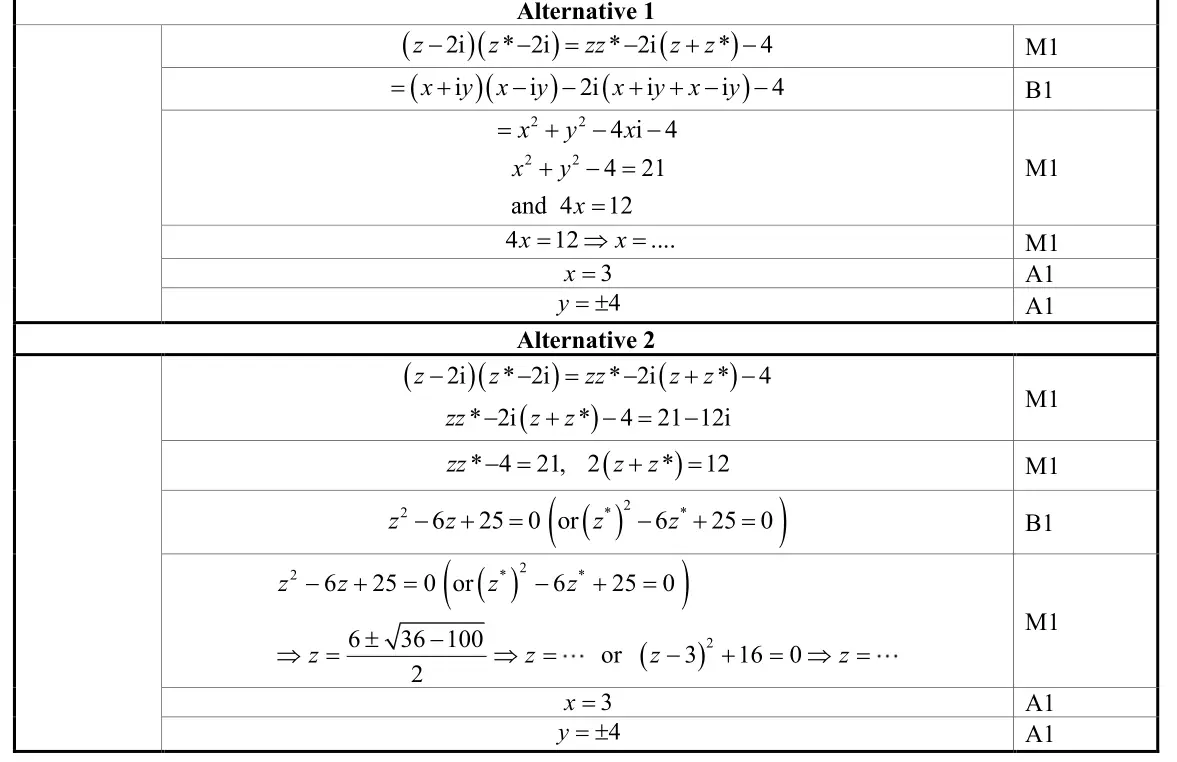 Alternative 1
(z−2i)(z*−2i)=zz*−2i(z+z*)−4 M1
=(x+iy)(x−iy)−2i(x+iy+x−iy)−4 B1
=x²+y²−4xi−4
x²+y²−4=21 M1
and 4x=12
4x=12⇒x=.... M1
x=3 A1
y=±4 A1
Alternative 2
(z−2i)(z*−2i)=zz*−2i(z+z*)−4
zz*−2i(z+z*)−4=21−12i M1
zz*−4=21, 2(z+z*)=12 M1
z²−6z+25=0 (or(z*)²−6z*+25=0) B1
z²−6z+25=0 (or(z*)²−6z*+25=0)
⇒z=(6±√(36−100))/2⇒z=⋯ or (z−3)²+16=0⇒z=⋯ M1
x=3 A1
y=±4 A1